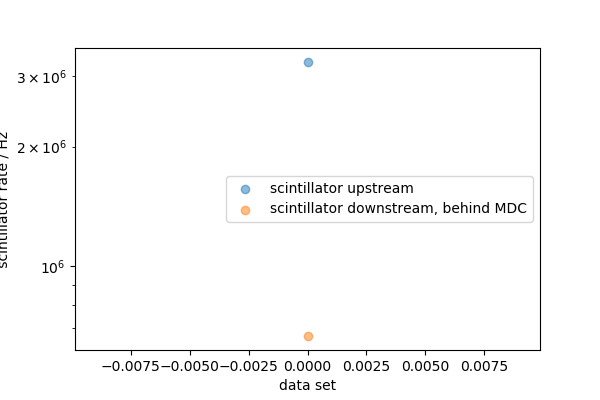 scintillator rate / Hz
3 × 10⁶
2 × 10⁶
10⁶
scintillator upstream
scintillator downstream, behind MDC
−0.0075 −0.0050 −0.0025 0.0000 0.0025 0.0050 0.0075
data set